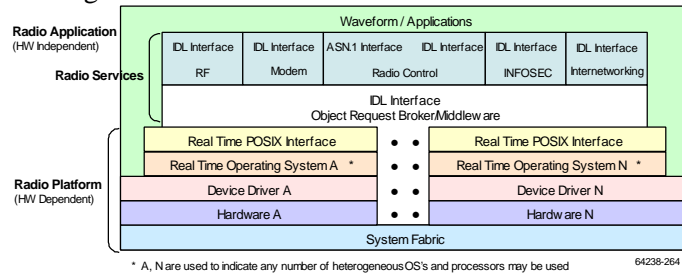 Waveform / Applications
Radio Application
(HW Independent)
IDL Interface IDL Interface ASN.1 Interface IDL Interface IDL Interface IDL Interface
RF Modem Radio Control INFOSEC Internetworking
Radio Services
IDL Interface
Object Request Broker/Middleware
Real Time POSIX Interface Real Time POSIX Interface
Real Time Operating System A * Real Time Operating System N *
Radio Platform
(HW Dependent)
Device Driver A Device Driver N
Hardware A Hardware N
System Fabric
* A, N are used to indicate any number of heterogeneous OS's and processors may be used
64238-264